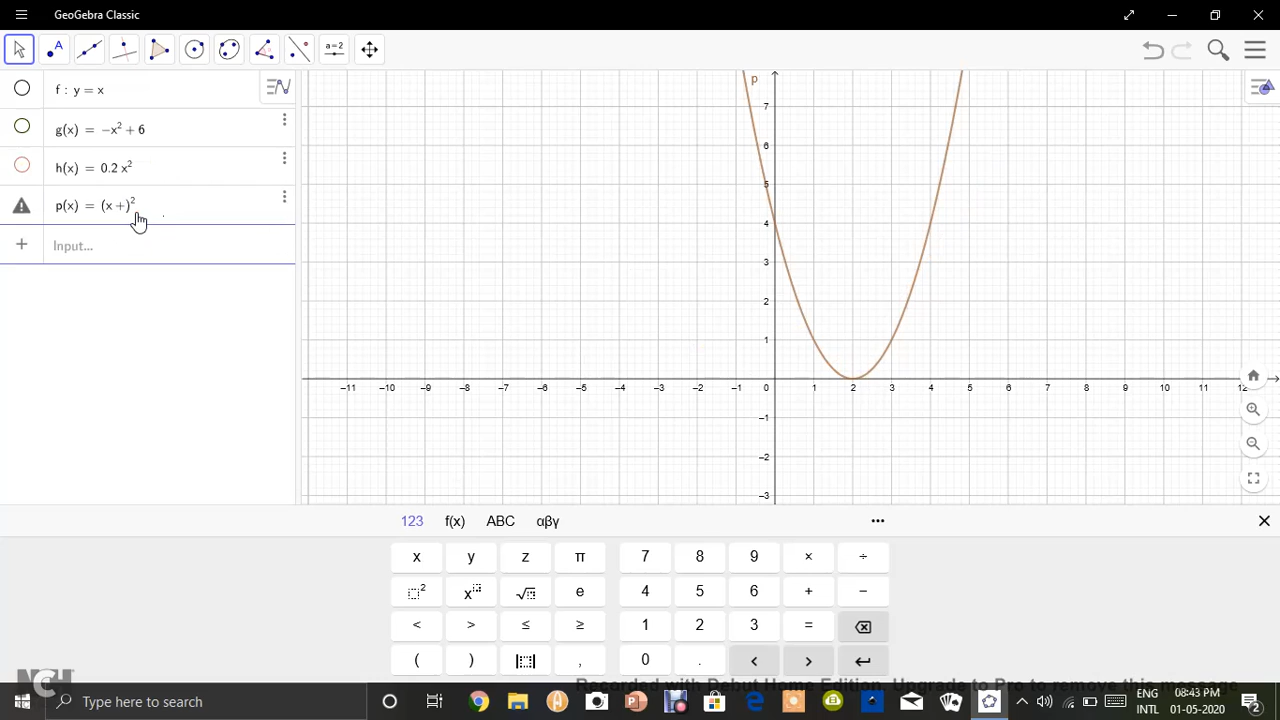 GeoGebra Classic
a=2
f : y = x
g(x) = −x² + 6
h(x) = 0.2 x²
p(x) = (x +)²
Input...
p
7
6
5
4
3
2
1
−11 −10 −9 −8 −7 −6 −5 −4 −3 −2 −1 0 1 2 3 4 5 6 7 8 9 10 11 12
−1
−2
−3
123 f(x) ABC αβγ
x y z π 7 8 9 × ÷
e 4 5 6 + −
< > ≤ ≥ 1 2 3 =
( ) , 0 . < >
NCH
Recorded with Debut Home Edition. Upgrade to Pro to remove this message
Type here to search
ENG 08:43 PM
INTL 01-05-2020 2